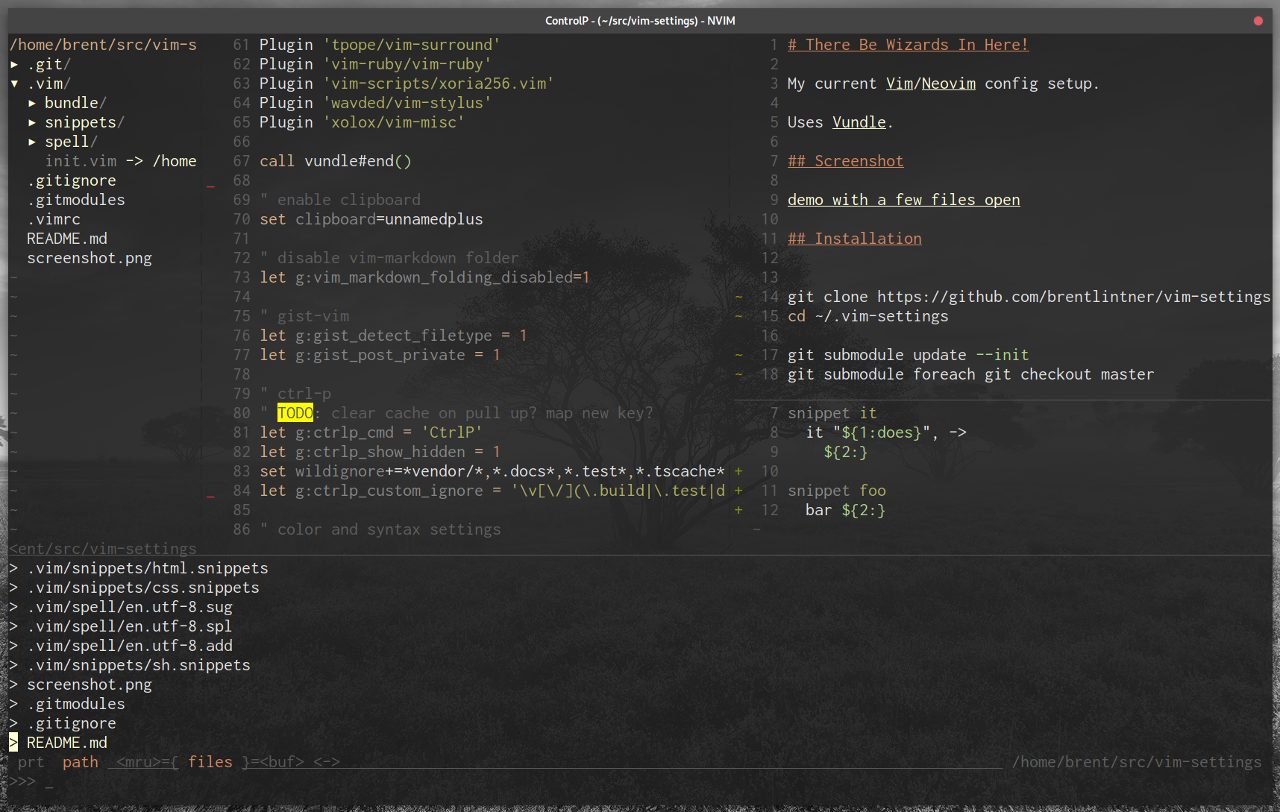 ControlP - (~/src/vim-settings) - NVIM
/home/brent/src/vim-s
▸ .git/
▾ .vim/
▸ bundle/
▸ snippets/
▸ spell/
init.vim -> /home
.gitignore
.gitmodules
.vimrc
README.md
screenshot.png
~
~
~
~
~
~
~
~
~
~
~
~
~
~
<ent/src/vim-settings
61 Plugin 'tpope/vim-surround'
62 Plugin 'vim-ruby/vim-ruby'
63 Plugin 'vim-scripts/xoria256.vim'
64 Plugin 'wavded/vim-stylus'
65 Plugin 'xolox/vim-misc'
66
67 call vundle#end()
_ 68
69 " enable clipboard
70 set clipboard=unnamedplus
71
72 " disable vim-markdown folder
73 let g:vim_markdown_folding_disabled=1
74
75 " gist-vim
76 let g:gist_detect_filetype = 1
77 let g:gist_post_private = 1
78
79 " ctrl-p
80 " TODO: clear cache on pull up? map new key?
81 let g:ctrlp_cmd = 'CtrlP'
82 let g:ctrlp_show_hidden = 1
83 set wildignore+=*vendor/*,*.docs*,*.test*,*.tscache*
_ 84 let g:ctrlp_custom_ignore = '\v[\/](\.build|\.test|d
85
86 " color and syntax settings
1 # There Be Wizards In Here!
2
3 My current Vim/Neovim config setup.
4
5 Uses Vundle.
6
7 ## Screenshot
8
9 demo with a few files open
10
11 ## Installation
12
13
~ 14 git clone https://github.com/brentlintner/vim-settings
~ 15 cd ~/.vim-settings
16
~ 17 git submodule update --init
~ 18 git submodule foreach git checkout master
7 snippet it
8 it "${1:does}", ->
9 ${2:}
+ 10
+ 11 snippet foo
+ 12 bar ${2:}
~
> .vim/snippets/html.snippets
> .vim/snippets/css.snippets
> .vim/spell/en.utf-8.sug
> .vim/spell/en.utf-8.spl
> .vim/spell/en.utf-8.add
> .vim/snippets/sh.snippets
> screenshot.png
> .gitmodules
> .gitignore
> README.md
prt path <mru>={ files }=<buf> <-> /home/brent/src/vim-settings
>>> _